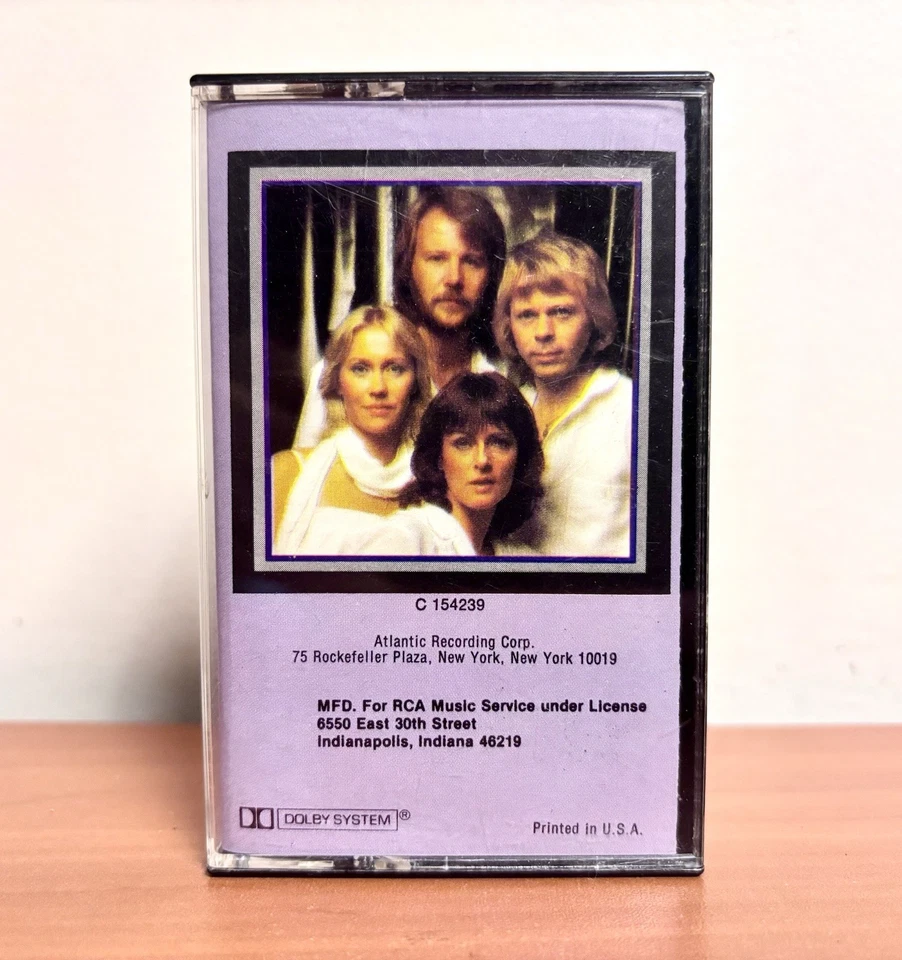 C 154239
Atlantic Recording Corp.
75 Rockefeller Plaza, New York, New York 10019
MFD. For RCA Music Service under License
6550 East 30th Street
Indianapolis, Indiana 46219
DOLBY SYSTEM ®
Printed in U.S.A.